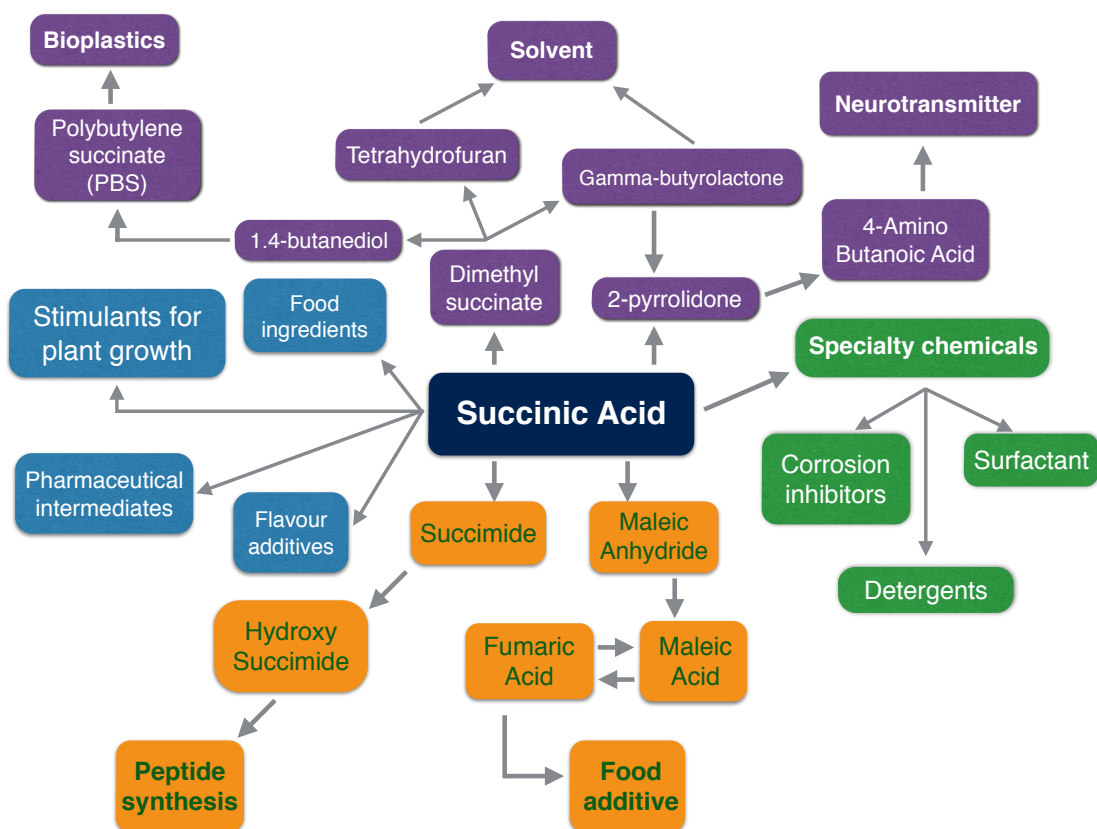 Bioplastics
Solvent
Neurotransmitter
Polybutylene
succinate
(PBS)
Tetrahydrofuran
Gamma-butyrolactone
1.4-butanediol
4-Amino
Butanoic Acid
Dimethyl
succinate
2-pyrrolidone
Stimulants for
plant growth
Food
ingredients
Specialty chemicals
Succinic Acid
Pharmaceutical
intermediates
Flavour
additives
Succimide
Maleic
Anhydride
Corrosion
inhibitors
Surfactant
Detergents
Hydroxy
Succimide
Fumaric
Acid
Maleic
Acid
Peptide
synthesis
Food
additive